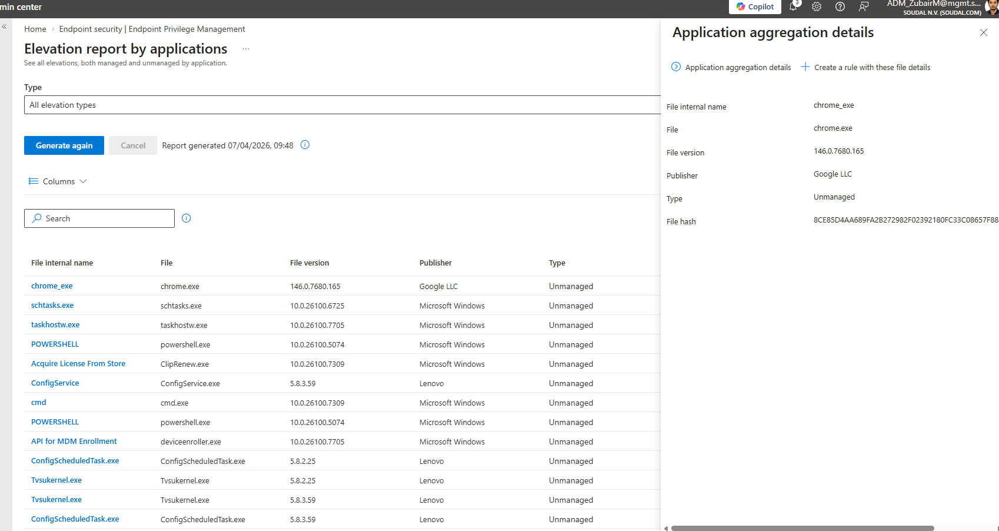 min center
Copilot
3
ADM_ZubairM@mgmt.s...
SOUDAL N.V. (SOUDAL.COM)
Home > Endpoint security | Endpoint Privilege Management
Elevation report by applications ...
See all elevations, both managed and unmanaged by application.
Type
All elevation types
Generate again Cancel Report generated 07/04/2026, 09:48
Columns
Search
File internal name File File version Publisher Type
chrome_exe chrome.exe 146.0.7680.165 Google LLC Unmanaged
schtasks.exe schtasks.exe 10.0.26100.6725 Microsoft Windows Unmanaged
taskhostw.exe taskhostw.exe 10.0.26100.7705 Microsoft Windows Unmanaged
POWERSHELL powershell.exe 10.0.26100.5074 Microsoft Windows Unmanaged
Acquire License From Store ClipRenew.exe 10.0.26100.7309 Microsoft Windows Unmanaged
ConfigService ConfigService.exe 5.8.3.59 Lenovo Unmanaged
cmd cmd.exe 10.0.26100.7309 Microsoft Windows Unmanaged
POWERSHELL powershell.exe 10.0.26100.5074 Microsoft Windows Unmanaged
API for MDM Enrollment deviceenroller.exe 10.0.26100.7705 Microsoft Windows Unmanaged
ConfigScheduledTask.exe ConfigScheduledTask.exe 5.8.2.25 Lenovo Unmanaged
Tvsukernel.exe Tvsukernel.exe 5.8.2.25 Lenovo Unmanaged
Tvsukernel.exe Tvsukernel.exe 5.8.3.59 Lenovo Unmanaged
ConfigScheduledTask.exe ConfigScheduledTask.exe 5.8.3.59 Lenovo Unmanaged
Application aggregation details
Application aggregation details Create a rule with these file details
File internal name chrome_exe
File chrome.exe
File version 146.0.7680.165
Publisher Google LLC
Type Unmanaged
File hash 8CE85D4AA689FA2B272982F02392180FC33C08657F88